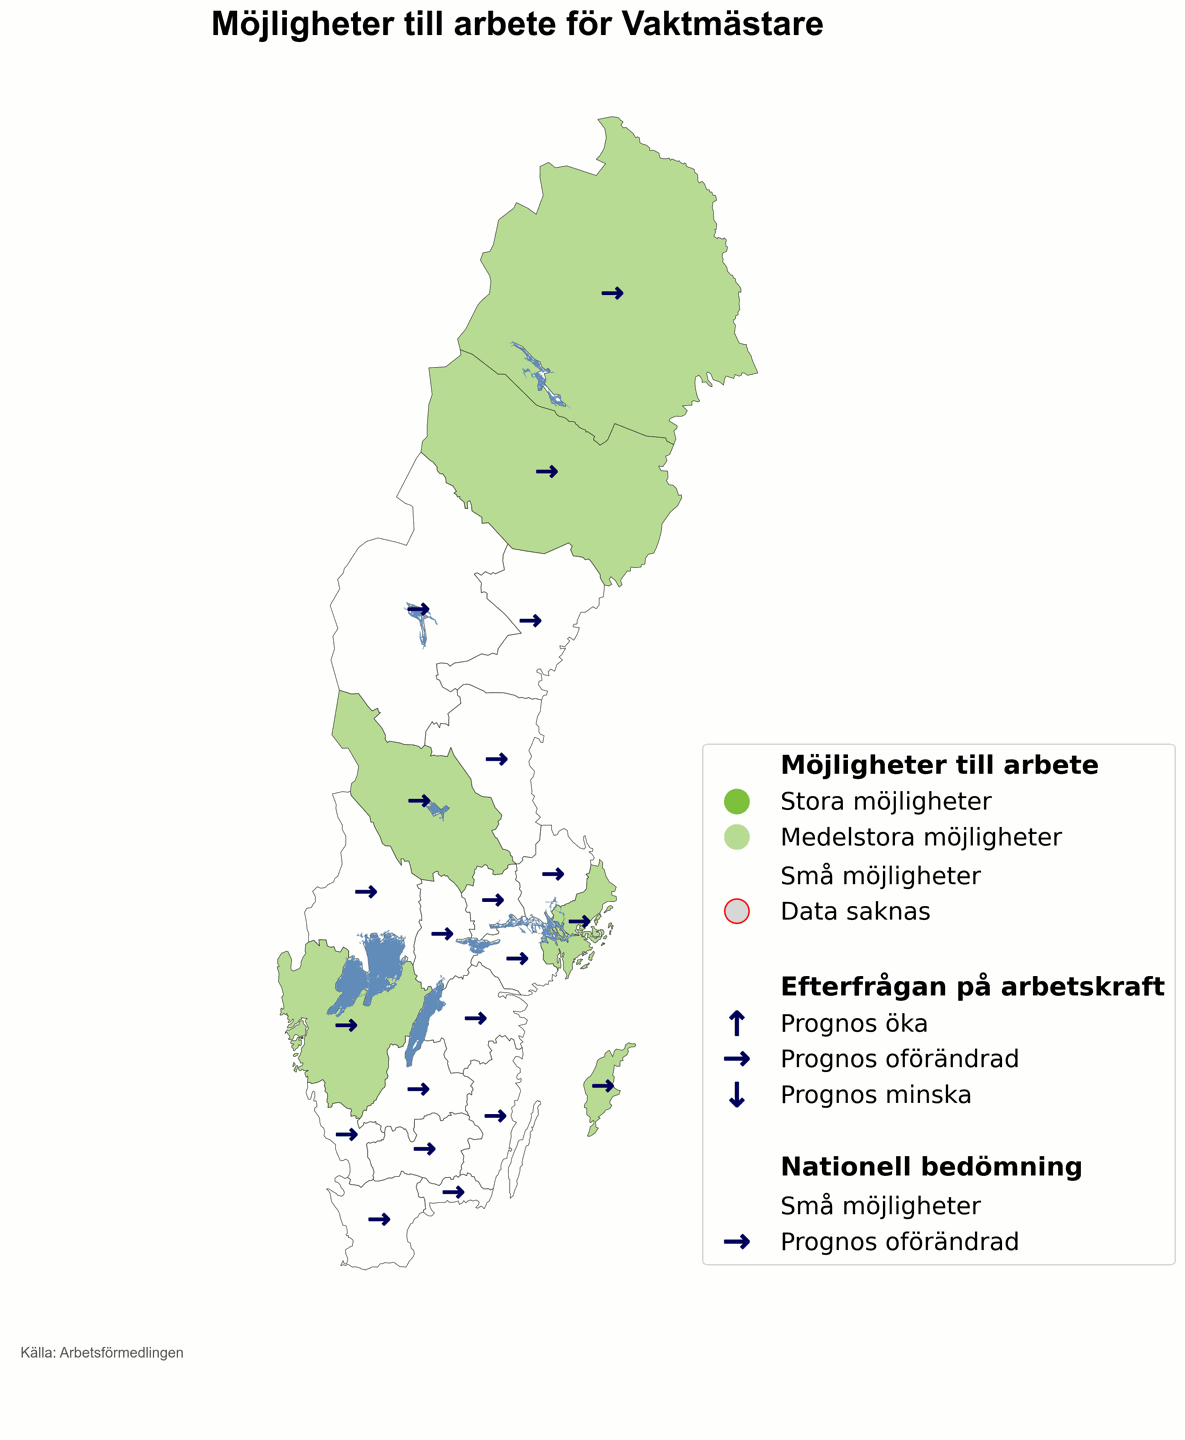 Möjligheter till arbete för Vaktmästare
Möjligheter till arbete
Stora möjligheter
Medelstora möjligheter
Små möjligheter
Data saknas
Efterfrågan på arbetskraft
Prognos öka
Prognos oförändrad
Prognos minska
Nationell bedömning
Små möjligheter
Prognos oförändrad
Källa: Arbetsförmedlingen